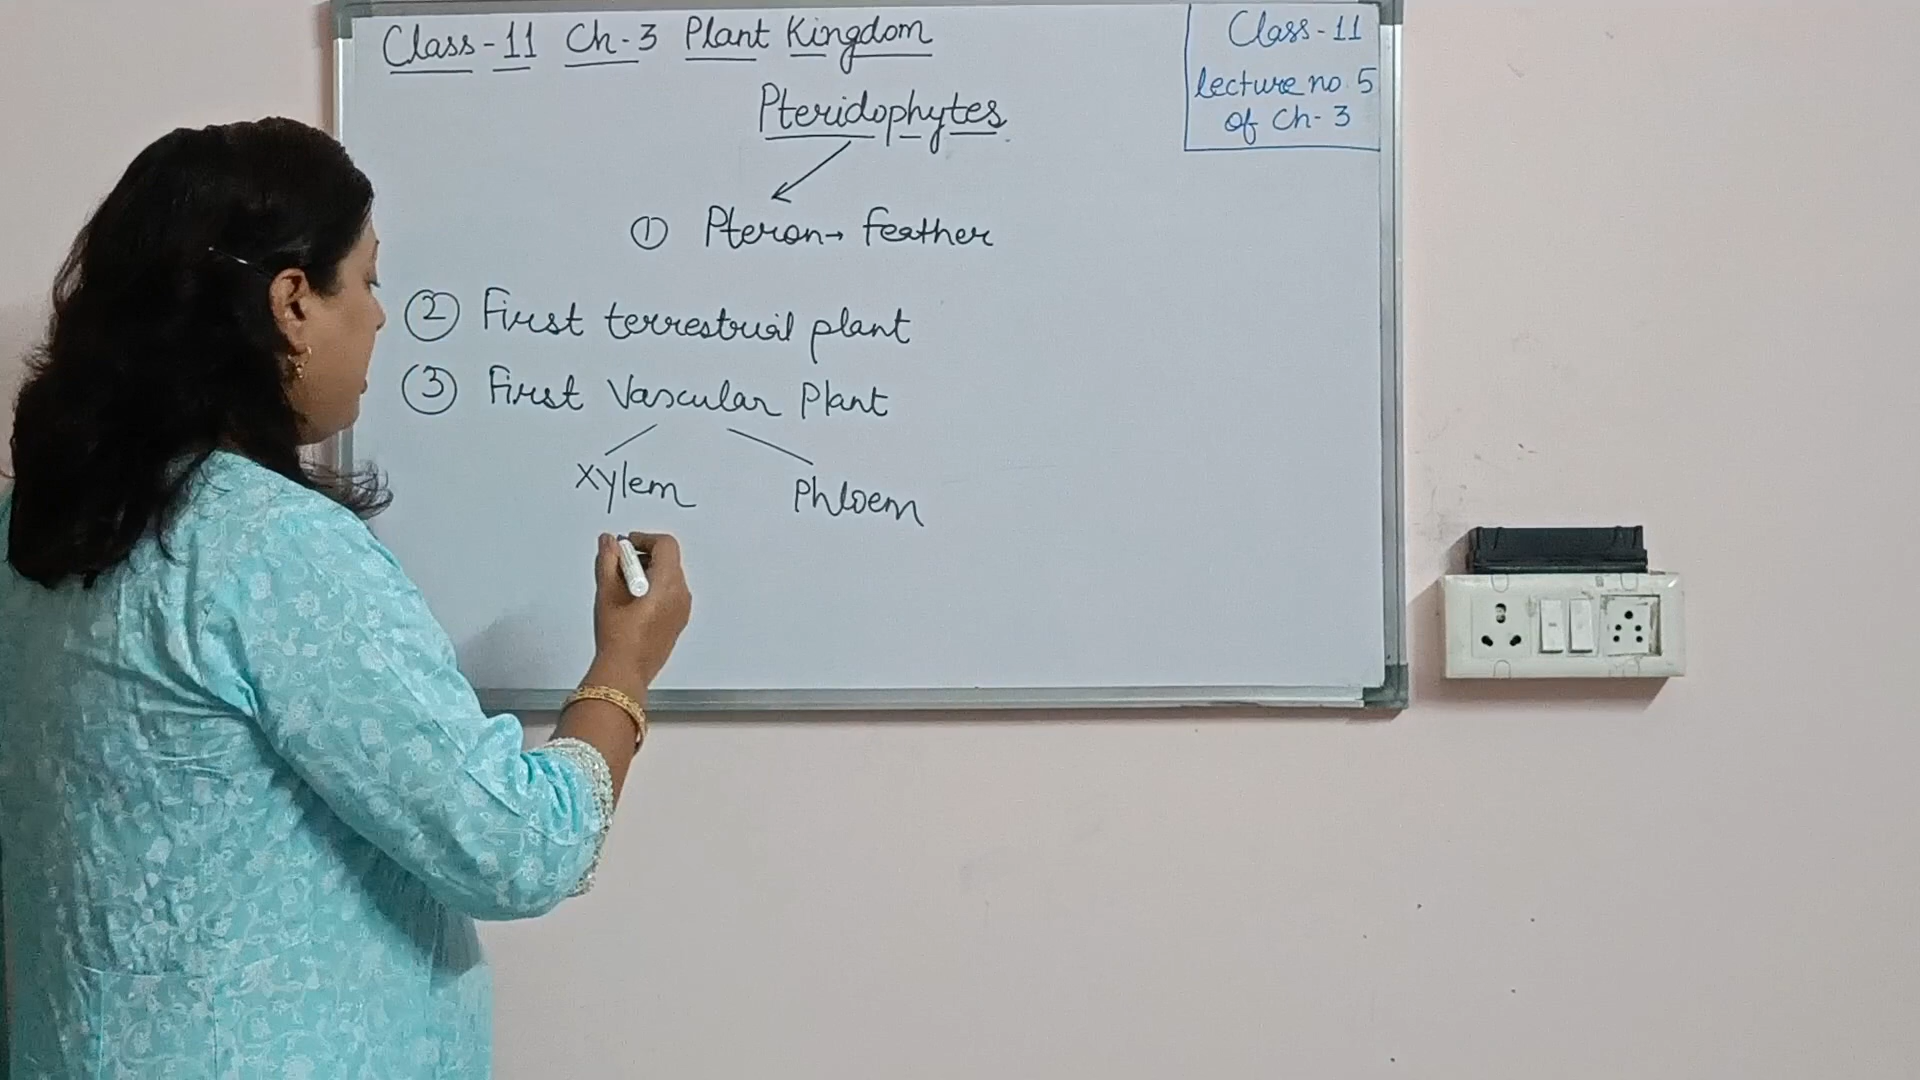 Class-11 Ch-3 Plant Kingdom
Class-11
lecture no. 5
of Ch-3
Pteridophytes
① Pteron→ feather
② First terrestrial plant
③ First Vascular Plant
Xylem Phloem